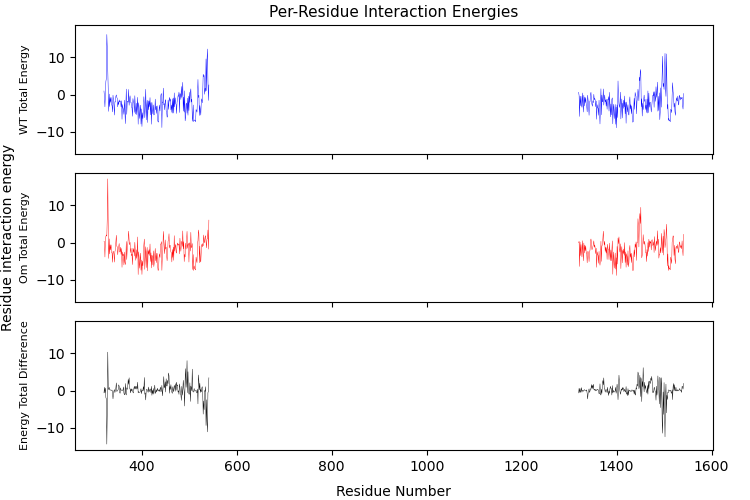 Per-Residue Interaction Energies
Residue interaction energy
WT Total Energy
10
0
−10
Om Total Energy
10
0
−10
Energy Total Difference
10
0
−10
400 600 800 1000 1200 1400 1600
Residue Number